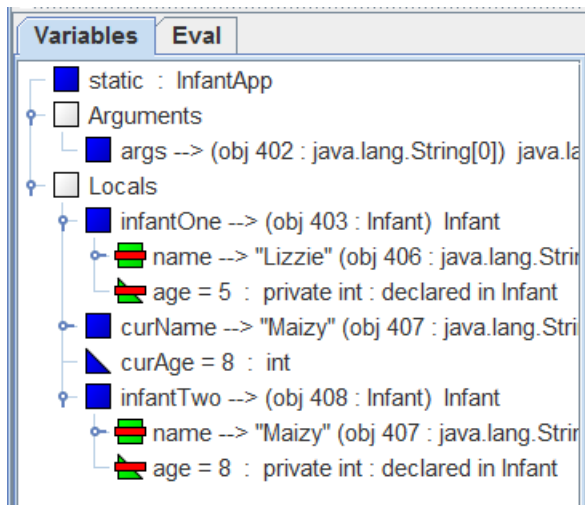 Variables Eval
static : InfantApp
Arguments
args --> (obj 402 : java.lang.String[0]) java.la
Locals
infantOne --> (obj 403 : Infant) Infant
name --> "Lizzie" (obj 406 : java.lang.Strin
age = 5 : private int : declared in Infant
curName --> "Maizy" (obj 407 : java.lang.Stri
curAge = 8 : int
infantTwo --> (obj 408 : Infant) Infant
name --> "Maizy" (obj 407 : java.lang.Strin
age = 8 : private int : declared in Infant